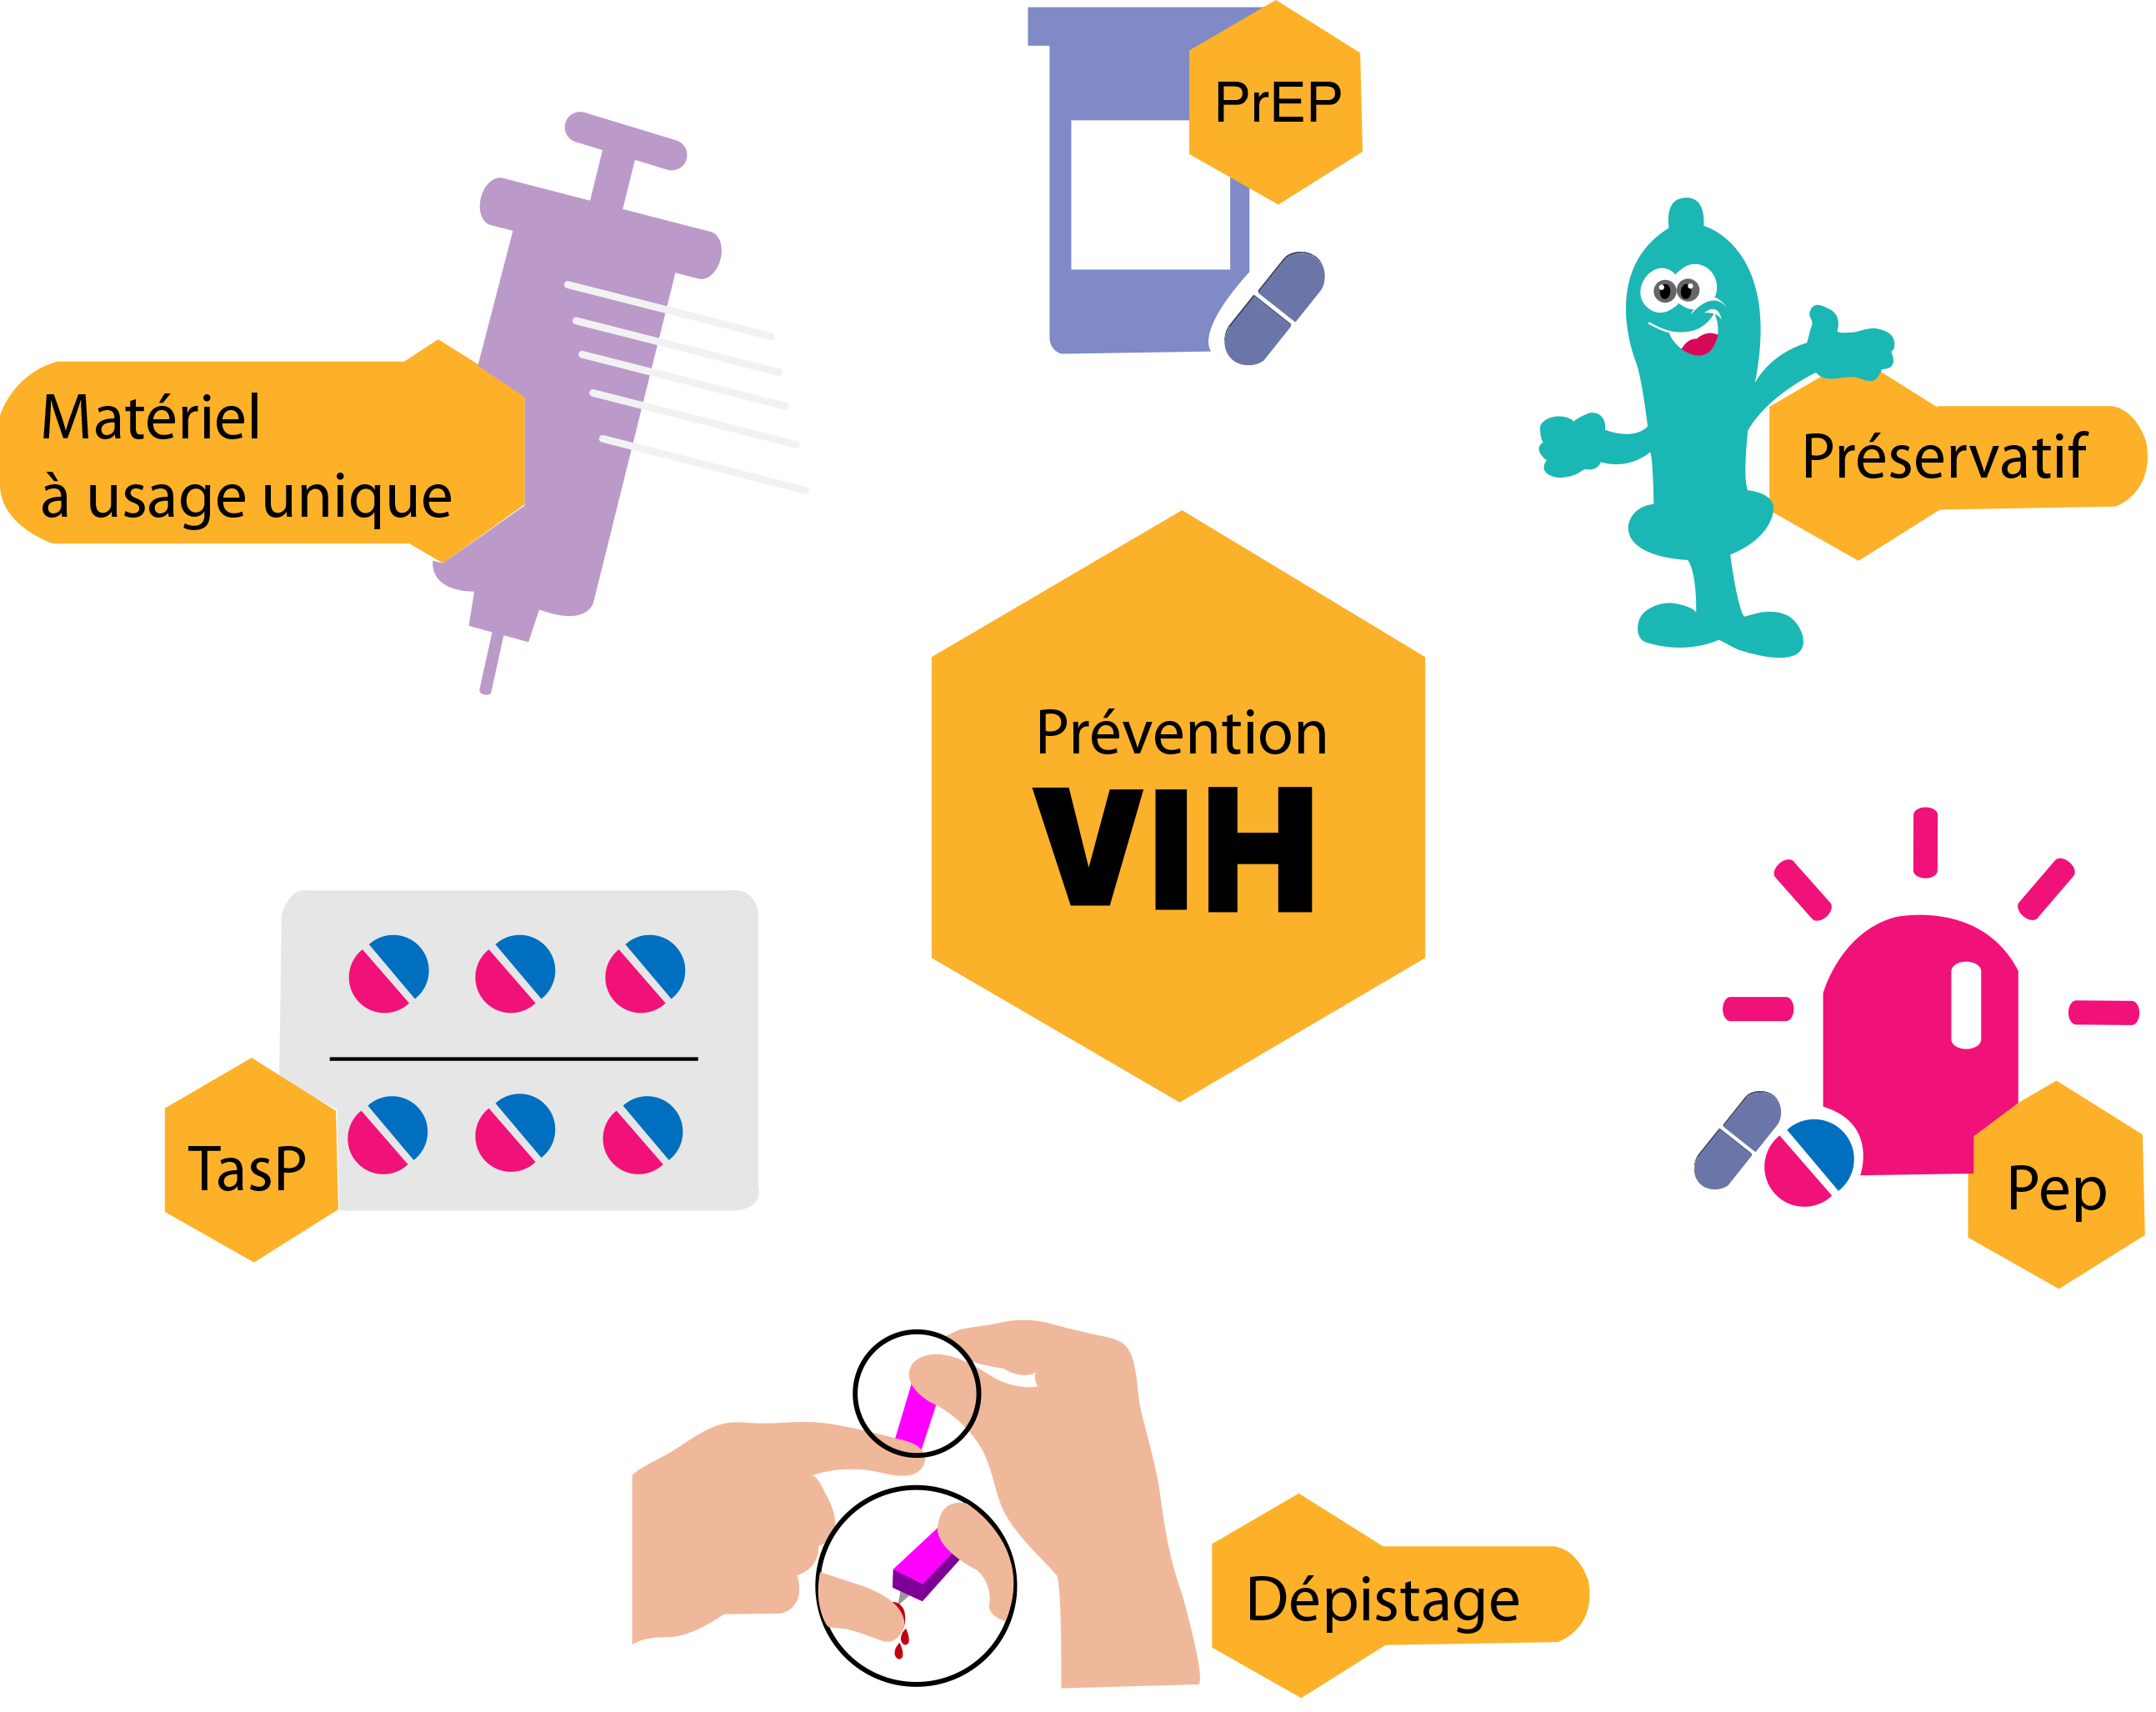 PrEP
Matériel
à usage unique
Préservatif
Prévention
VIH
TasP
Pep
Dépistage